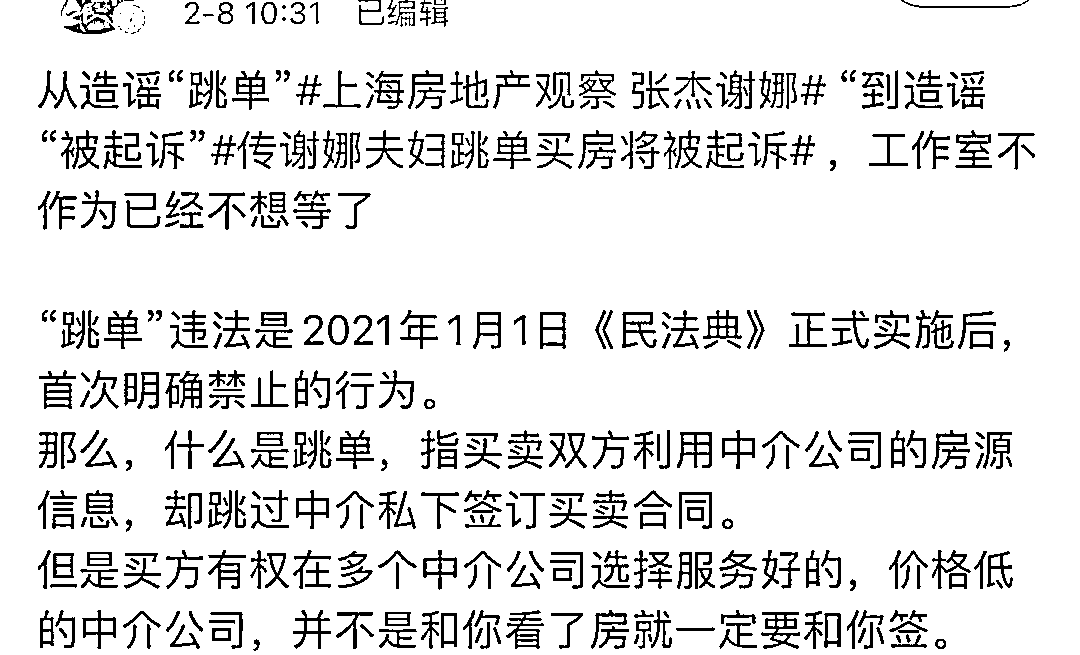 2-8 10:31 已编辑
从造谣“跳单”#上海房地产观察 张杰谢娜# “到造谣
“被起诉”#传谢娜夫妇跳单买房将被起诉# ，工作室不
作为已经不想等了
“跳单”违法是2021年1月1日《民法典》正式实施后，
首次明确禁止的行为。
那么，什么是跳单，指买卖双方利用中介公司的房源
信息，却跳过中介私下签订买卖合同。
但是买方有权在多个中介公司选择服务好的，价格低
的中介公司，并不是和你看了房就一定要和你签。